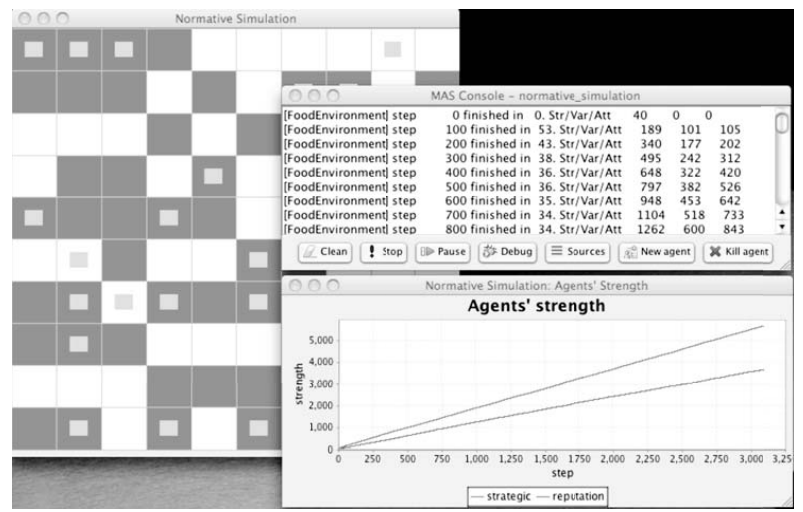 Normative Simulation
MAS Console – normative_simulation
[FoodEnvironment] step 0 finished in 0. Str/Var/Att 40 0 0
[FoodEnvironment] step 100 finished in 53. Str/Var/Att 189 101 105
[FoodEnvironment] step 200 finished in 43. Str/Var/Att 340 177 202
[FoodEnvironment] step 300 finished in 38. Str/Var/Att 495 242 312
[FoodEnvironment] step 400 finished in 36. Str/Var/Att 648 322 420
[FoodEnvironment] step 500 finished in 36. Str/Var/Att 797 382 526
[FoodEnvironment] step 600 finished in 35. Str/Var/Att 948 453 642
[FoodEnvironment] step 700 finished in 34. Str/Var/Att 1104 518 733
[FoodEnvironment] step 800 finished in 34. Str/Var/Att 1262 600 843
Clean Stop Pause Debug Sources New agent Kill agent
Normative Simulation: Agents' Strength
Agents' strength
5,000
4,000
3,000
2,000
1,000
0
strength
0 250 500 750 1,000 1,250 1,500 1,750 2,000 2,250 2,500 2,750 3,000 3,25
step
strategic reputation